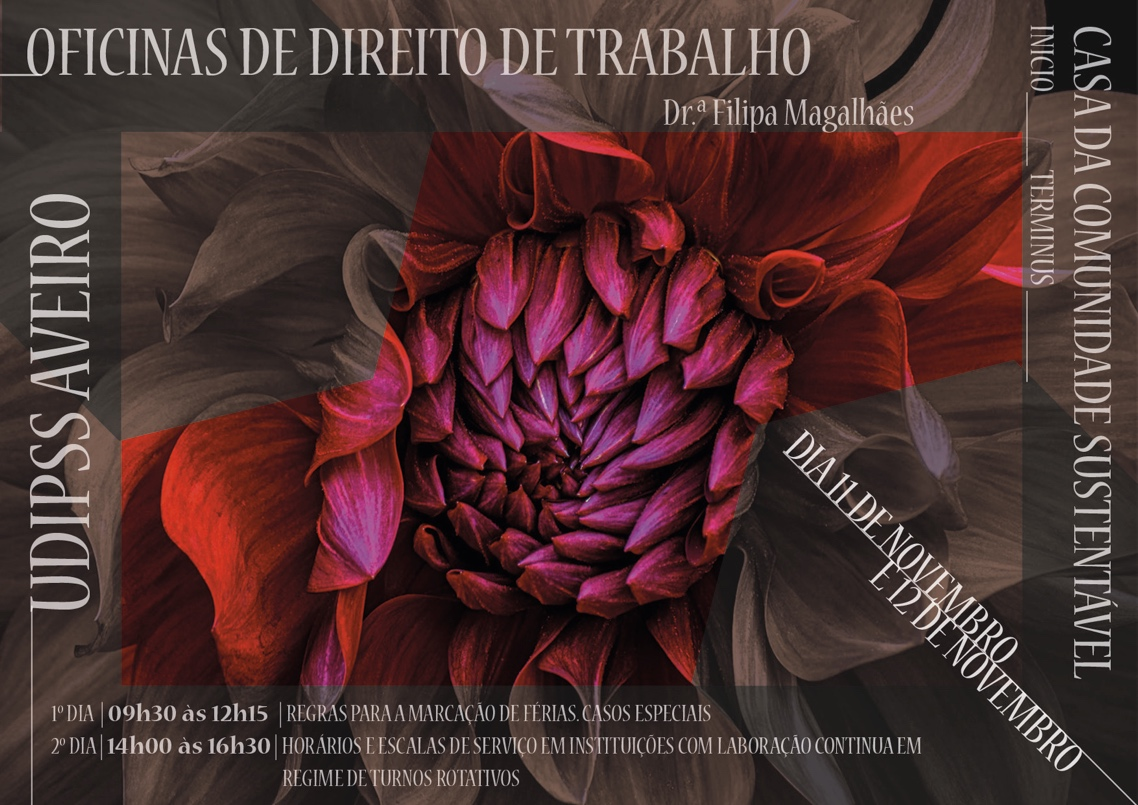 OFICINAS DE DIREITO DE TRABALHO
Dr.ª Filipa Magalhães
UDIPSS AVEIRO
INICIO
TERMINUS
CASA DA COMUNIDADE SUSTENTÁVEL
DIA 11 DE NOVEMBRO
E 12 DE NOVEMBRO
1º DIA | 09h30 às 12h15 | REGRAS PARA A MARCAÇÃO DE FÉRIAS. CASOS ESPECIAIS
2º DIA | 14h00 às 16h30 | HORÁRIOS E ESCALAS DE SERVIÇO EM INSTITUIÇÕES COM LABORAÇÃO CONTINUA EM
REGIME DE TURNOS ROTATIVOS